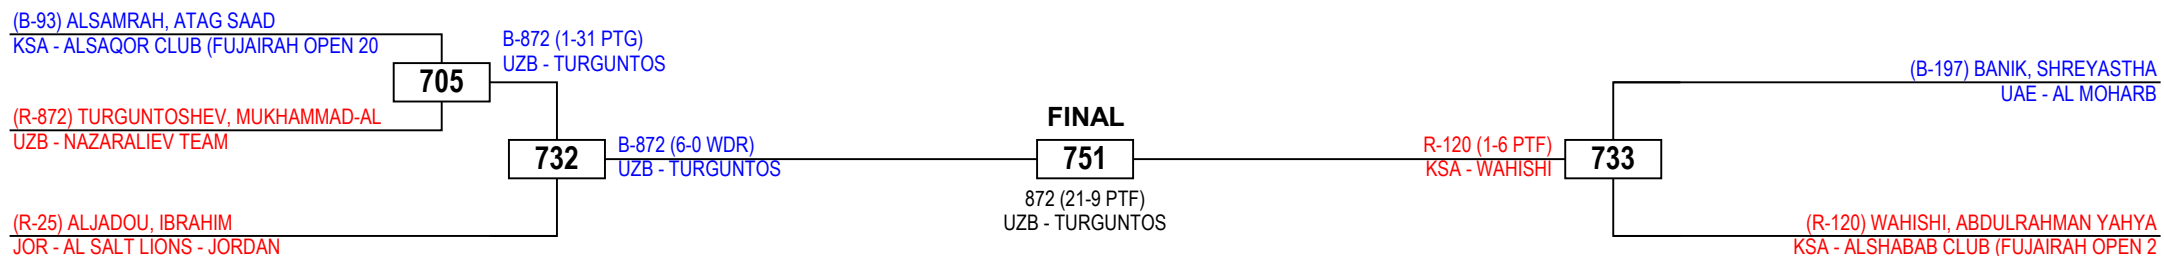 (B-93) ALSAMRAH, ATAG SAAD
KSA - ALSAQOR CLUB (FUJAIRAH OPEN 20
705
(R-872) TURGUNTOSHEV, MUKHAMMAD-AL
UZB - NAZARALIEV TEAM
B-872 (1-31 PTG)
UZB - TURGUNTOS
732
(R-25) ALJADOU, IBRAHIM
JOR - AL SALT LIONS - JORDAN
B-872 (6-0 WDR)
UZB - TURGUNTOS
FINAL
751
872 (21-9 PTF)
UZB - TURGUNTOS
R-120 (1-6 PTF)
KSA - WAHISHI
733
(B-197) BANIK, SHREYASTHA
UAE - AL MOHARB
(R-120) WAHISHI, ABDULRAHMAN YAHYA
KSA - ALSHABAB CLUB (FUJAIRAH OPEN 2